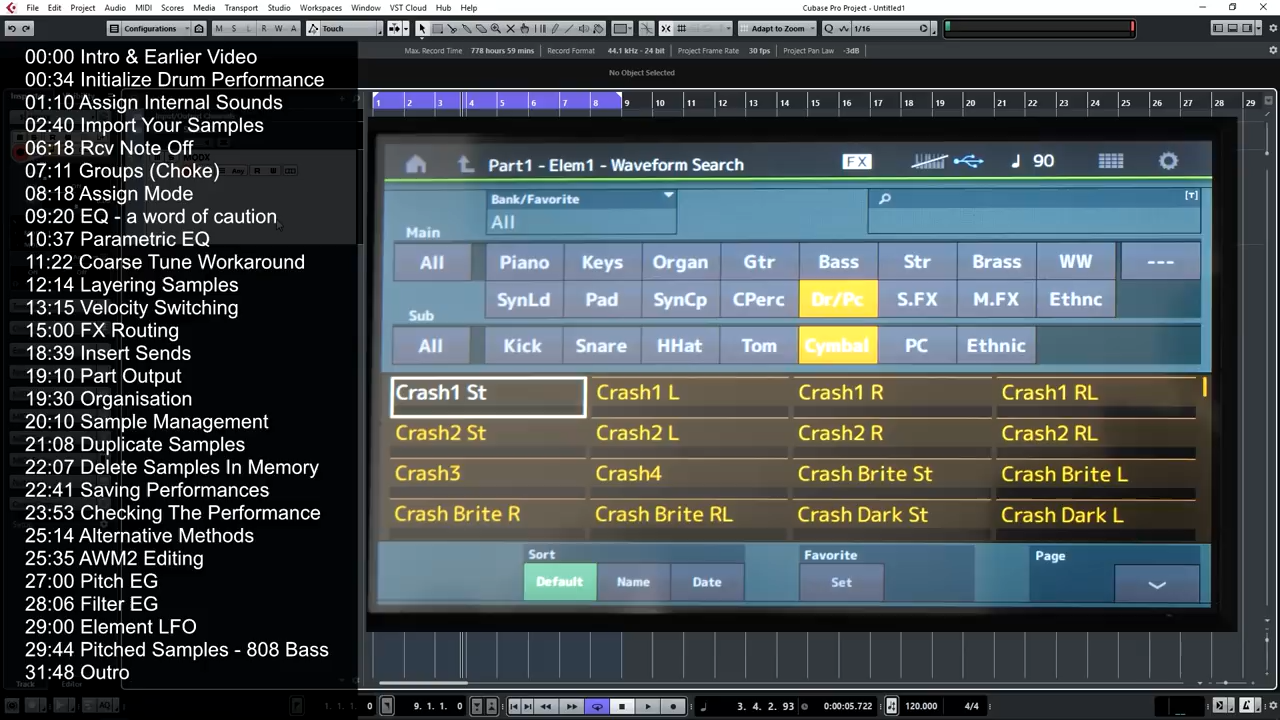 File Edit Project Audio MIDI Scores Media Transport Studio Workspaces Window VST Cloud Hub Help
Cubase Pro Project - Untitled1
Configurations M S L R W A Touch Adapt to Zoom 1/16
Max. Record Time 778 hours 59 mins Record Format 44.1 kHz - 24 bit Project Frame Rate 30 fps Project Pan Law -3dB
No Object Selected
1 2 3 4 5 6 7 8 9 10 11 12 13 14 15 16 17 18 19 20 21 22 23 24 25 26 27 28 29
00:00 Intro & Earlier Video
00:34 Initialize Drum Performance
01:10 Assign Internal Sounds
02:40 Import Your Samples
06:18 Rcv Note Off
07:11 Groups (Choke)
08:18 Assign Mode
09:20 EQ - a word of caution
10:37 Parametric EQ
11:22 Coarse Tune Workaround
12:14 Layering Samples
13:15 Velocity Switching
15:00 FX Routing
18:39 Insert Sends
19:10 Part Output
19:30 Organisation
20:10 Sample Management
21:08 Duplicate Samples
22:07 Delete Samples In Memory
22:41 Saving Performances
23:53 Checking The Performance
25:14 Alternative Methods
25:35 AWM2 Editing
27:00 Pitch EG
28:06 Filter EG
29:00 Element LFO
29:44 Pitched Samples - 808 Bass
31:48 Outro
Part1 - Elem1 - Waveform Search FX 90
Bank/Favorite
All
[T]
Main
All Piano Keys Organ Gtr Bass Str Brass WW ---
SynLd Pad SynCp CPerc Dr/Pc S.FX M.FX Ethnc
Sub
All Kick Snare HHat Tom Cymbal PC Ethnic
Crash1 St Crash1 L Crash1 R Crash1 RL
Crash2 St Crash2 L Crash2 R Crash2 RL
Crash3 Crash4 Crash Brite St Crash Brite L
Crash Brite R Crash Brite RL Crash Dark St Crash Dark L
Sort Favorite Page
Default Name Date Set
Track Editor
AQ 1. 1. 1. 0 9. 1. 1. 0 3. 4. 2. 93 0:00:05.722 120.000 4/4